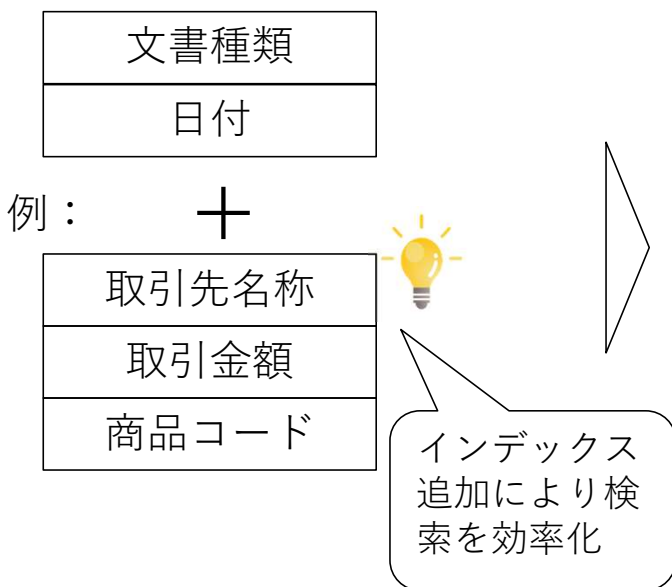 文書種類
日付
例： ＋
取引先名称
取引金額
商品コード
インデックス
追加により検
索を効率化